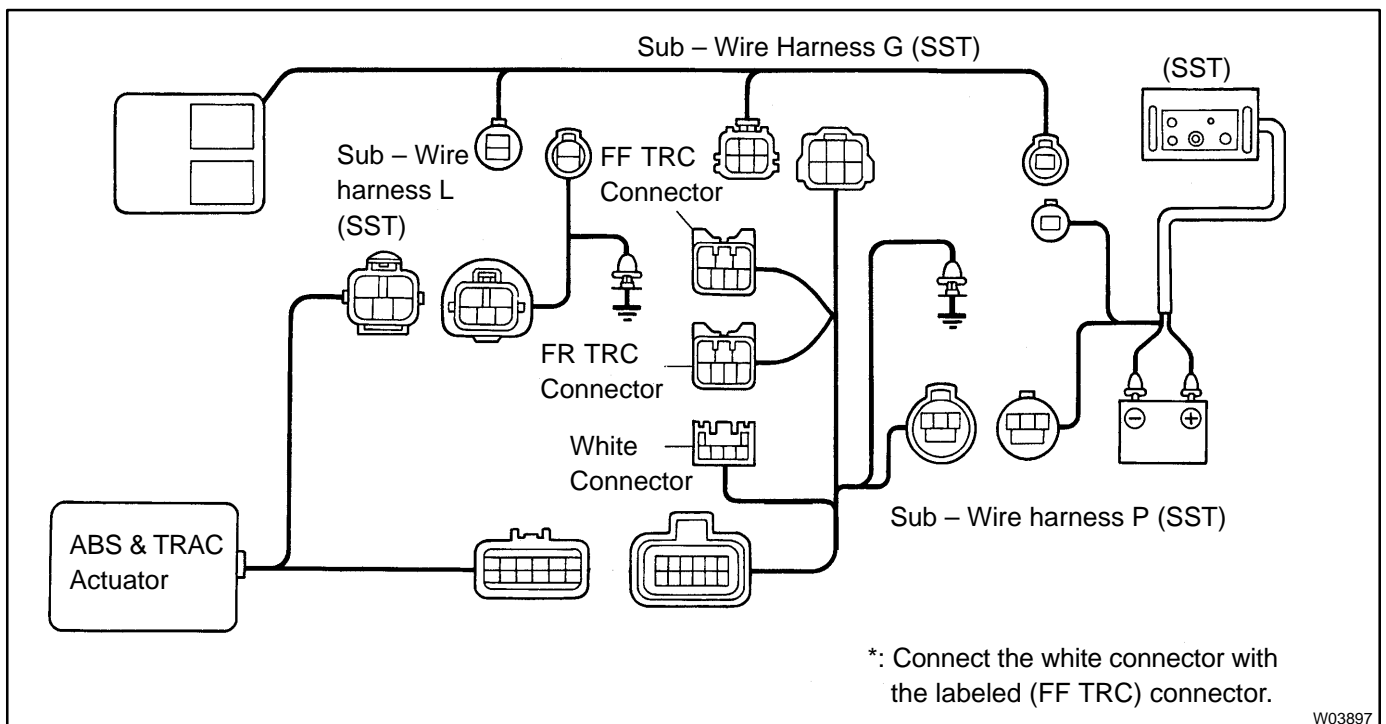 Sub – Wire Harness G (SST)
(SST)
Sub – Wire
harness L
(SST)
FF TRC
Connector
FR TRC
Connector
White
Connector
− +
Sub – Wire harness P (SST)
ABS & TRAC
Actuator
*: Connect the white connector with
the labeled (FF TRC) connector.
W03897